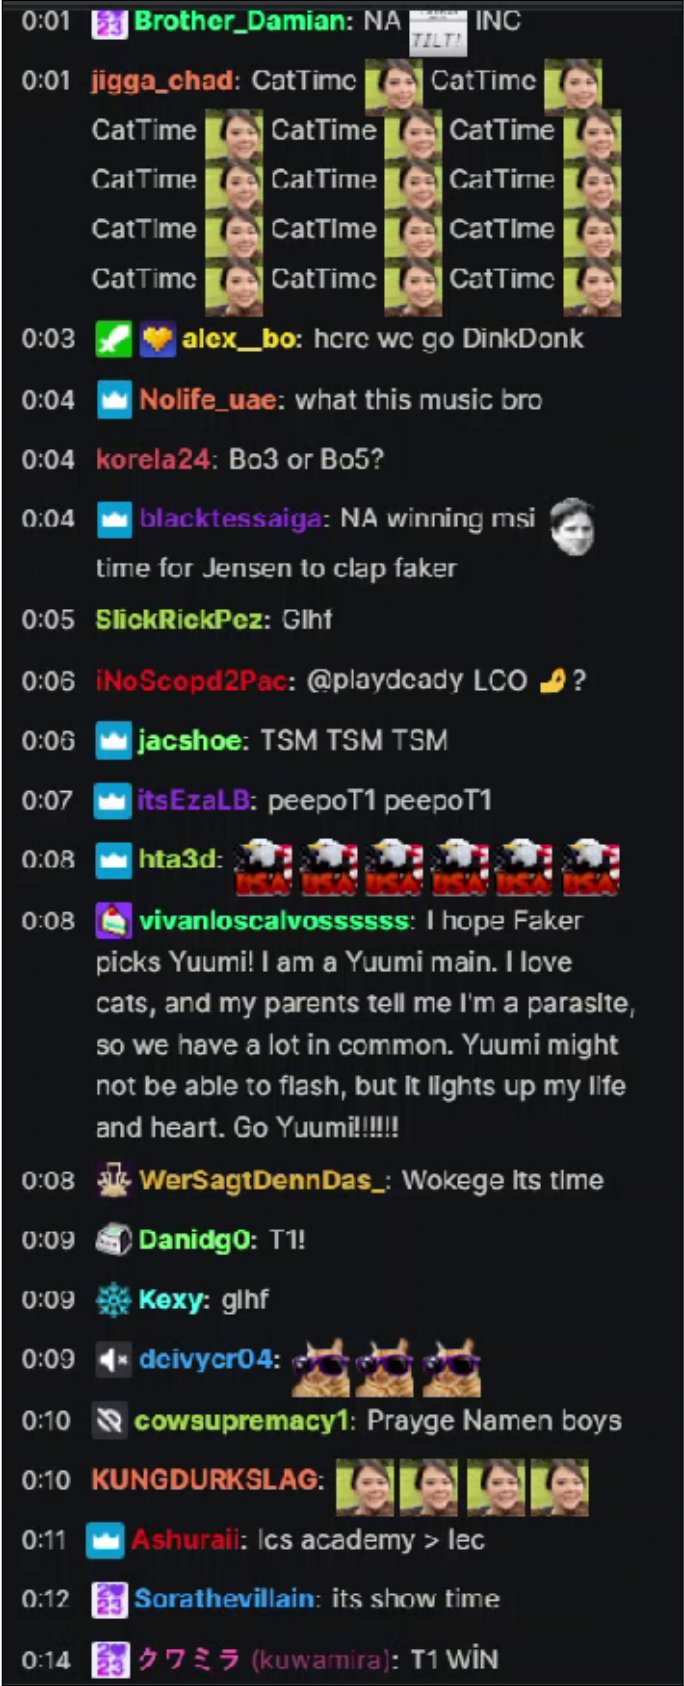 0:01 Brother_Damian: NA TILT! INC
0:01 jigga_chad: CatTime CatTime
CatTime CatTime CatTime
CatTime CatTime CatTime
CatTime CatTime CatTime
CatTime CatTime CatTime
0:03 alex__bo: here we go DinkDonk
0:04 Nolife_uae: what this music bro
0:04 korela24: Bo3 or Bo5?
0:04 blacktessaiga: NA winning msi
time for Jensen to clap faker
0:05 SlickRickPez: Glhf
0:06 iNoScopd2Pac: @playdeady LCO ?
0:06 jacshoe: TSM TSM TSM
0:07 itsEzaLB: peepoT1 peepoT1
0:08 hta3d: USA USA USA USA USA USA
0:08 vivanloscalvossssss: I hope Faker
picks Yuumi! I am a Yuumi main. I love
cats, and my parents tell me I'm a parasite,
so we have a lot in common. Yuumi might
not be able to flash, but it lights up my life
and heart. Go Yuumi!!!!!!
0:08 WerSagtDennDas_: Wokege its time
0:09 Danidg0: T1!
0:09 Kexy: glhf
0:09 deivycr04:
0:10 cowsupremacy1: Prayge Namen boys
0:10 KUNGDURKSLAG:
0:11 Ashuraii: lcs academy > lec
0:12 Sorathevillain: its show time
0:14 クワミラ (kuwamira): T1 WİN